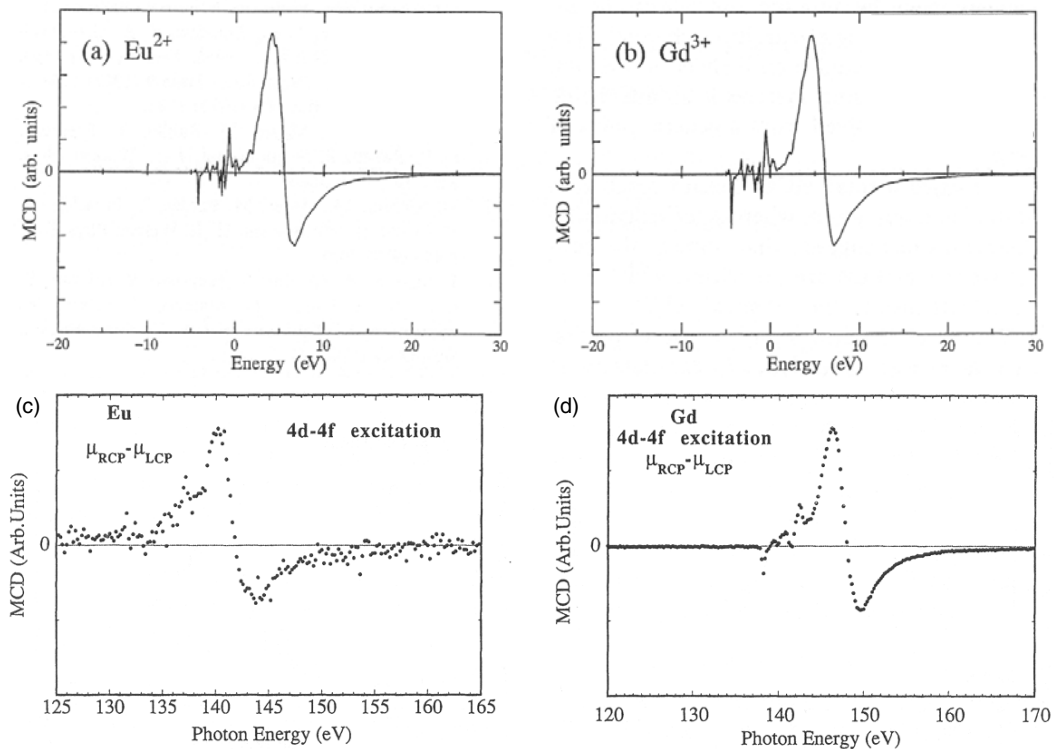 (a) Eu2+
MCD (arb. units)
0
-20 -10 0 10 20 30
Energy (eV)
(b) Gd3+
MCD (arb. units)
0
-20 -10 0 10 20 30
Energy (eV)
(c)
Eu
4d-4f excitation
μRCP-μLCP
MCD (Arb.Units)
0
125 130 135 140 145 150 155 160 165
Photon Energy (eV)
(d)
Gd
4d-4f excitation
μRCP-μLCP
MCD (Arb.Units)
0
120 130 140 150 160 170
Photon Energy (eV)